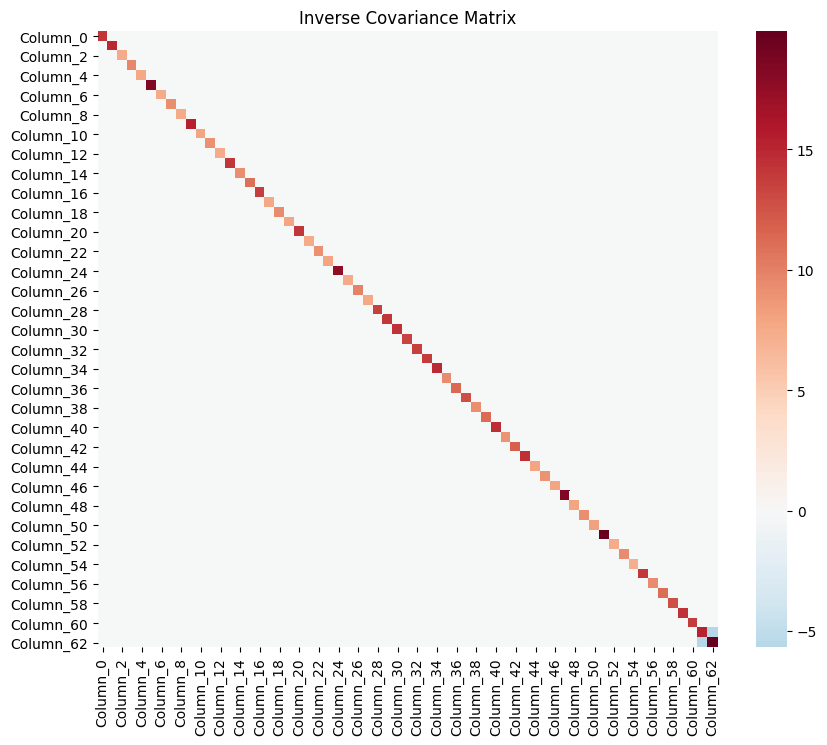 Inverse Covariance Matrix
Column_0
Column_2
Column_4
Column_6
Column_8
Column_10
Column_12
Column_14
Column_16
Column_18
Column_20
Column_22
Column_24
Column_26
Column_28
Column_30
Column_32
Column_34
Column_36
Column_38
Column_40
Column_42
Column_44
Column_46
Column_48
Column_50
Column_52
Column_54
Column_56
Column_58
Column_60
Column_62
Column_0
Column_2
Column_4
Column_6
Column_8
Column_10
Column_12
Column_14
Column_16
Column_18
Column_20
Column_22
Column_24
Column_26
Column_28
Column_30
Column_32
Column_34
Column_36
Column_38
Column_40
Column_42
Column_44
Column_46
Column_48
Column_50
Column_52
Column_54
Column_56
Column_58
Column_60
Column_62
15
10
5
0
−5